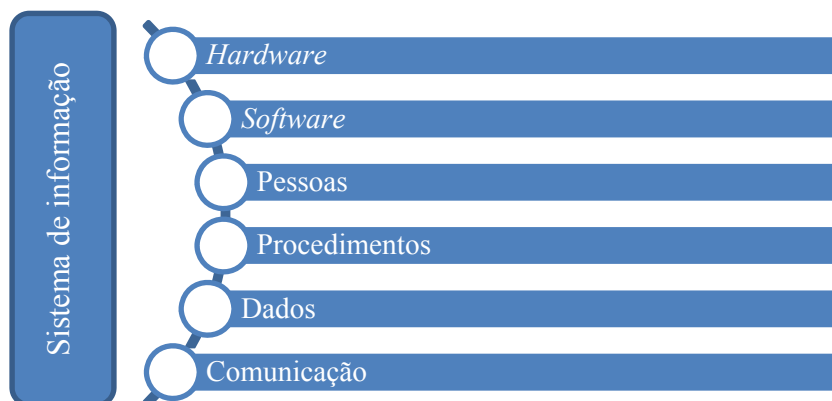 Sistema de informação
Hardware
Software
Pessoas
Procedimentos
Dados
Comunicação